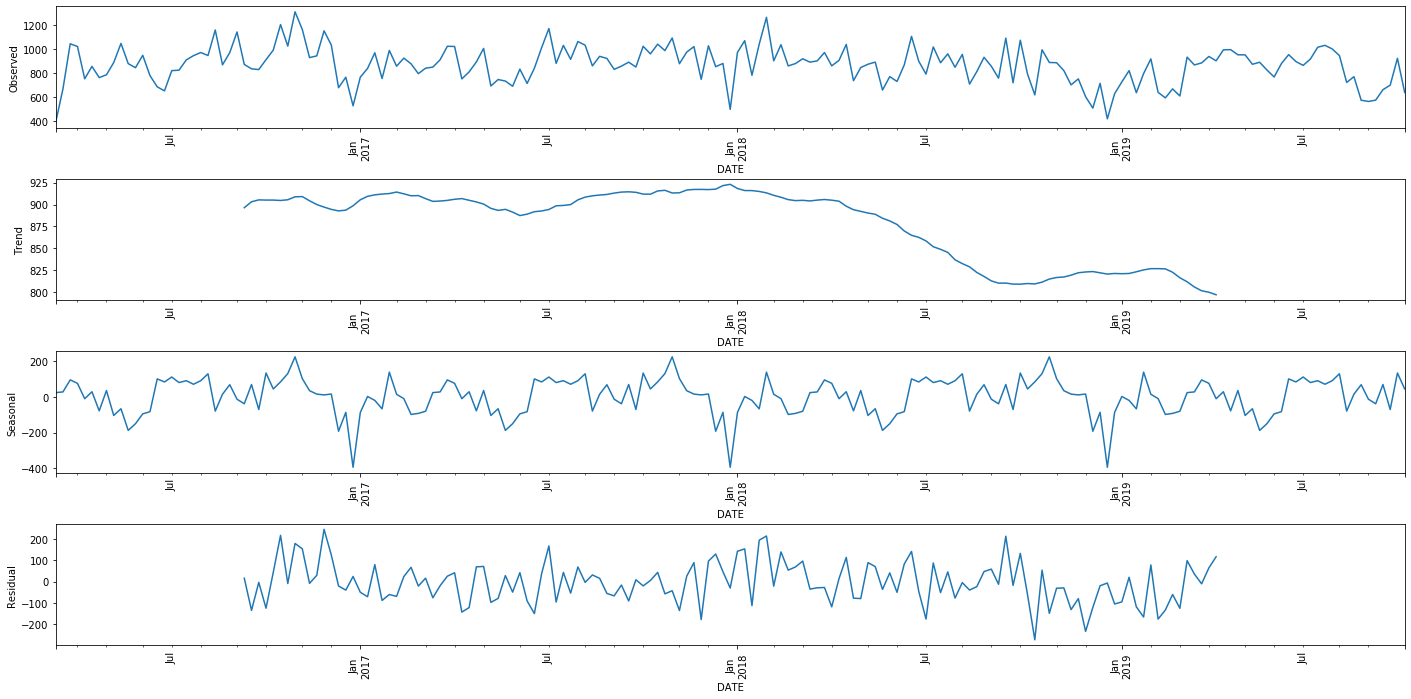 Observed
1200
1000
800
600
400
Jul
Jan
2017
Jul
Jan
2018
Jul
Jan
2019
Jul
DATE
Trend
925
900
875
850
825
800
Jul
Jan
2017
Jul
Jan
2018
Jul
Jan
2019
Jul
DATE
Seasonal
200
0
−200
−400
Jul
Jan
2017
Jul
Jan
2018
Jul
Jan
2019
Jul
DATE
Residual
200
100
0
−100
−200
Jul
Jan
2017
Jul
Jan
2018
Jul
Jan
2019
Jul
DATE